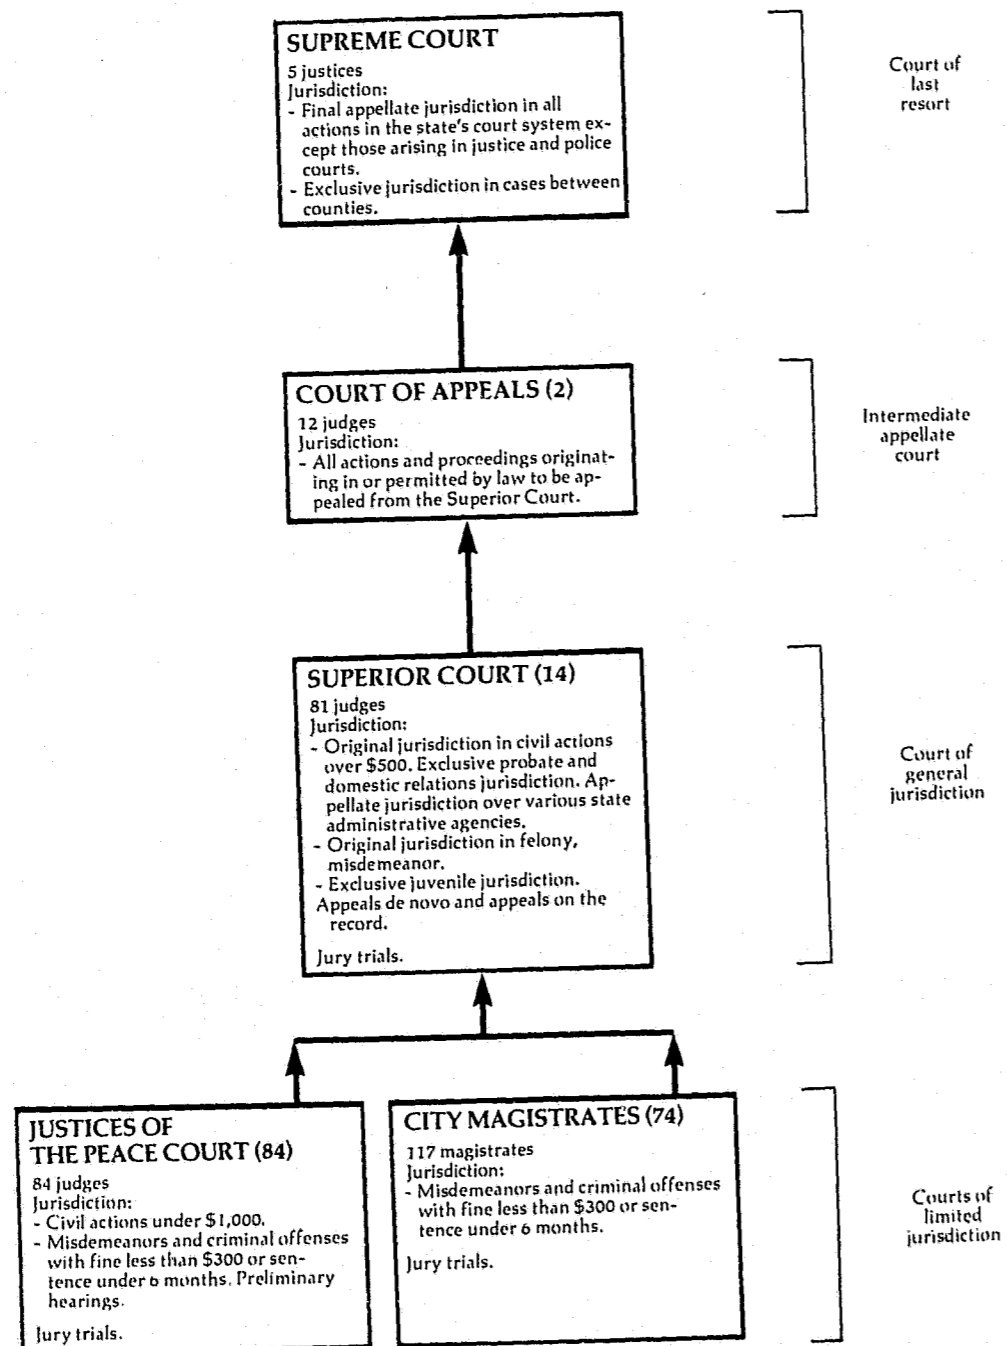 SUPREME COURT
5 justices
Jurisdiction:
- Final appellate jurisdiction in all
actions in the state's court system ex-
cept those arising in justice and police
courts.
- Exclusive jurisdiction in cases between
counties.
Court of
last
resort
COURT OF APPEALS (2)
12 judges
Jurisdiction:
- All actions and proceedings originat-
ing in or permitted by law to be ap-
pealed from the Superior Court.
Intermediate
appellate
court
SUPERIOR COURT (14)
81 judges
Jurisdiction:
- Original jurisdiction in civil actions
over $500. Exclusive probate and
domestic relations jurisdiction. Ap-
pellate jurisdiction over various state
administrative agencies.
- Original jurisdiction in felony,
misdemeanor.
- Exclusive juvenile jurisdiction.
Appeals de novo and appeals on the
record.
Jury trials.
Court of
general
jurisdiction
JUSTICES OF
THE PEACE COURT (84)
84 judges
Jurisdiction:
- Civil actions under $1,000.
- Misdemeanors and criminal offenses
with fine less than $300 or sen-
tence under 6 months. Preliminary
hearings.
Jury trials.
CITY MAGISTRATES (74)
117 magistrates
Jurisdiction:
- Misdemeanors and criminal offenses
with fine less than $300 or sen-
tence under 6 months.
Jury trials.
Courts of
limited
jurisdiction